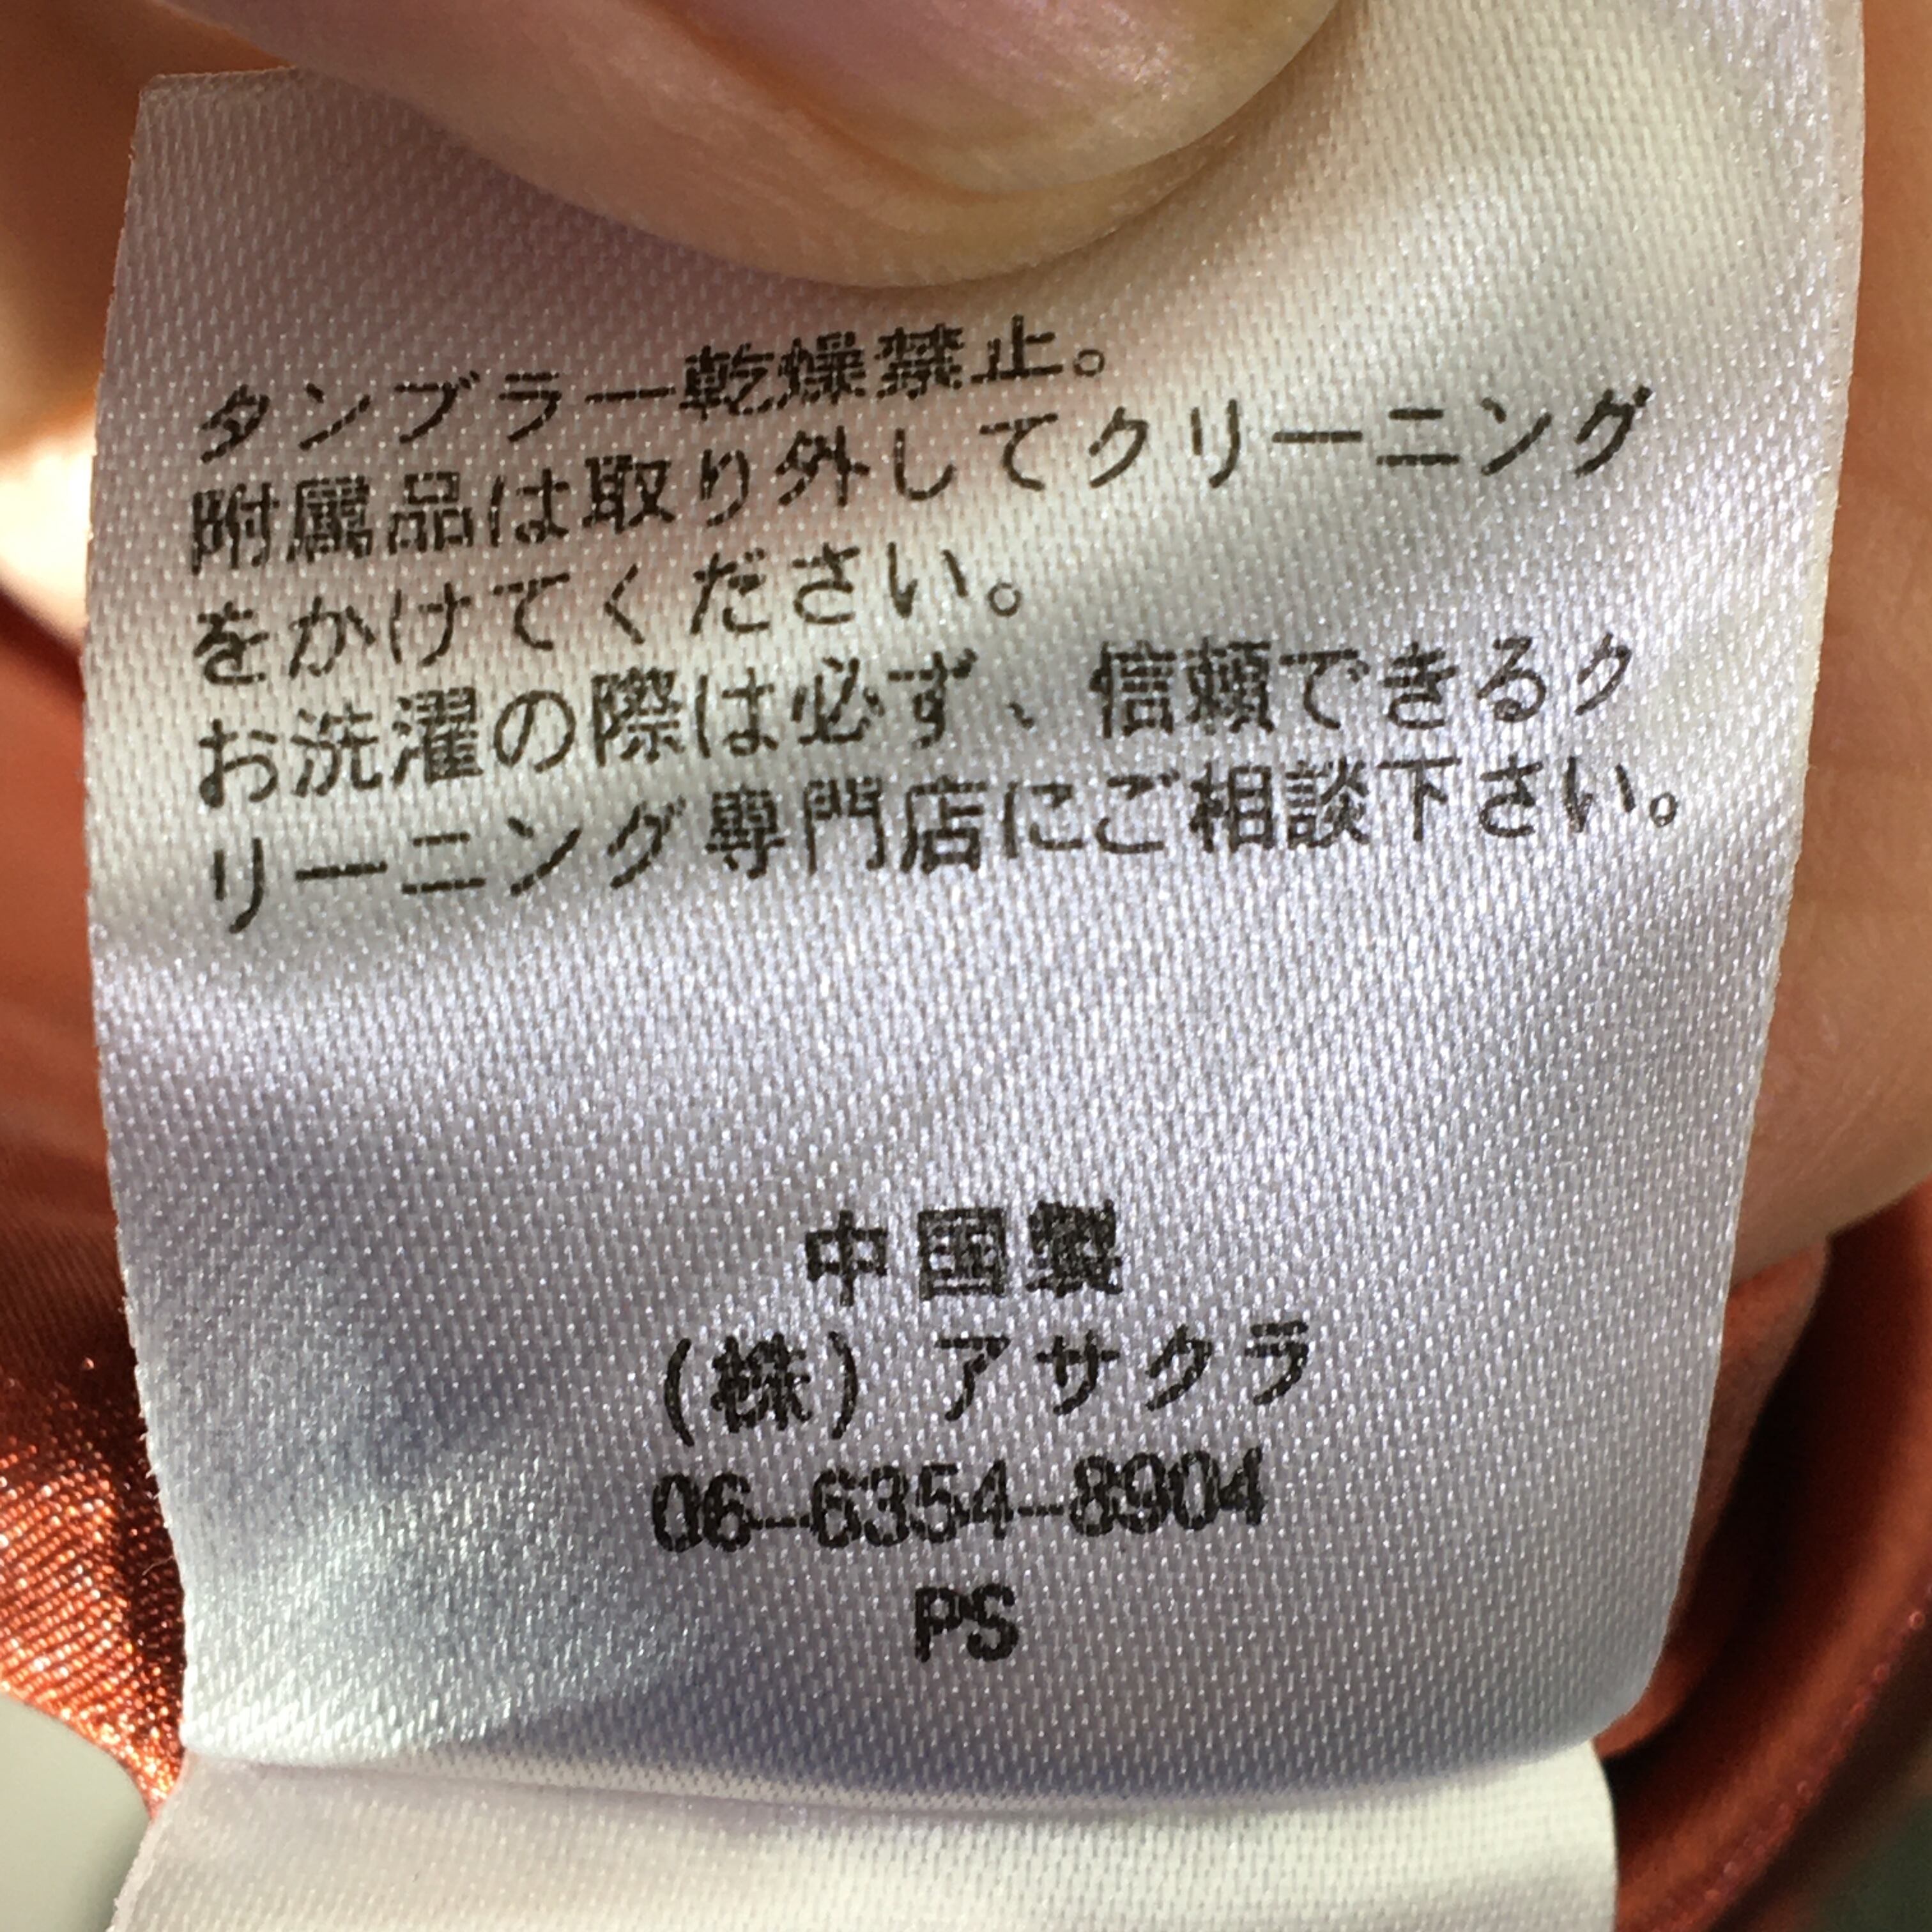 タンブラー乾燥禁止。
附属品は取り外してクリーニング
をかけてください。
お洗濯の際は必ず、信頼できるク
リーニング専門店にご相談下さい。
中国製
(株) アサクラ
06-6354-8904
PS